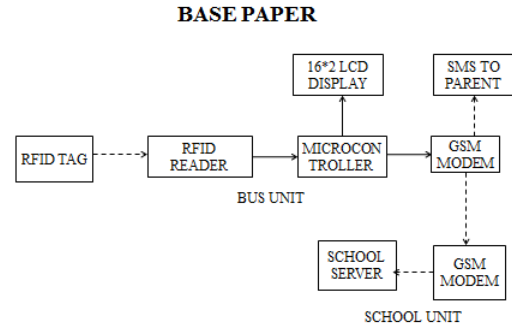 BASE PAPER
16*2 LCD
DISPLAY
SMS TO
PARENT
RFID TAG
RFID
READER
MICROCON
TROLLER
GSM
MODEM
BUS UNIT
SCHOOL
SERVER
GSM
MODEM
SCHOOL UNIT